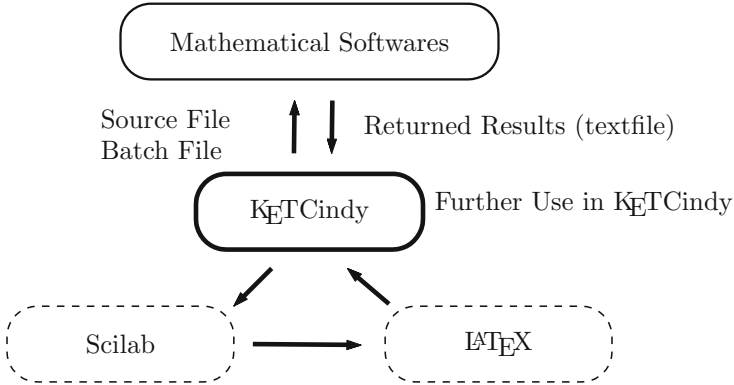 Mathematical Softwares
Source File
Batch File
Returned Results (textfile)
KETCindy
Further Use in KETCindy
Scilab
LATEX